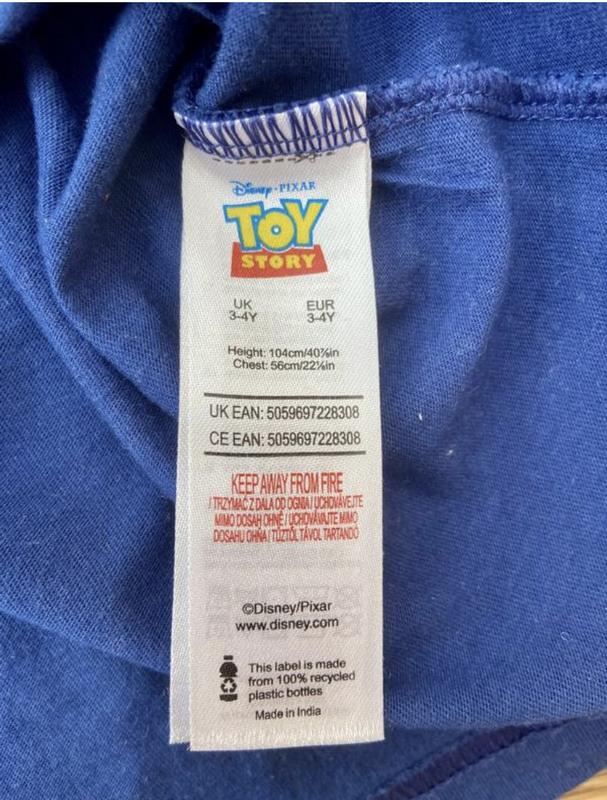 Disney · PIXAR
TOY
STORY
UK EUR
3-4Y 3-4Y
Height: 104cm/40⅞in
Chest: 56cm/22⅛in
UK EAN: 5059697228308
CE EAN: 5059697228308
KEEP AWAY FROM FIRE
/ TRZYMAĆ Z DALA OD OGNIA / UCHOVÁVEJTE
MIMO DOSAH OHNĚ / UCHOVÁVAJTE MIMO
DOSAHU OHŇA / TŰZTŐL TÁVOL TARTANDÓ
©Disney/Pixar
www.disney.com
This label is made
from 100% recycled
plastic bottles
Made in India